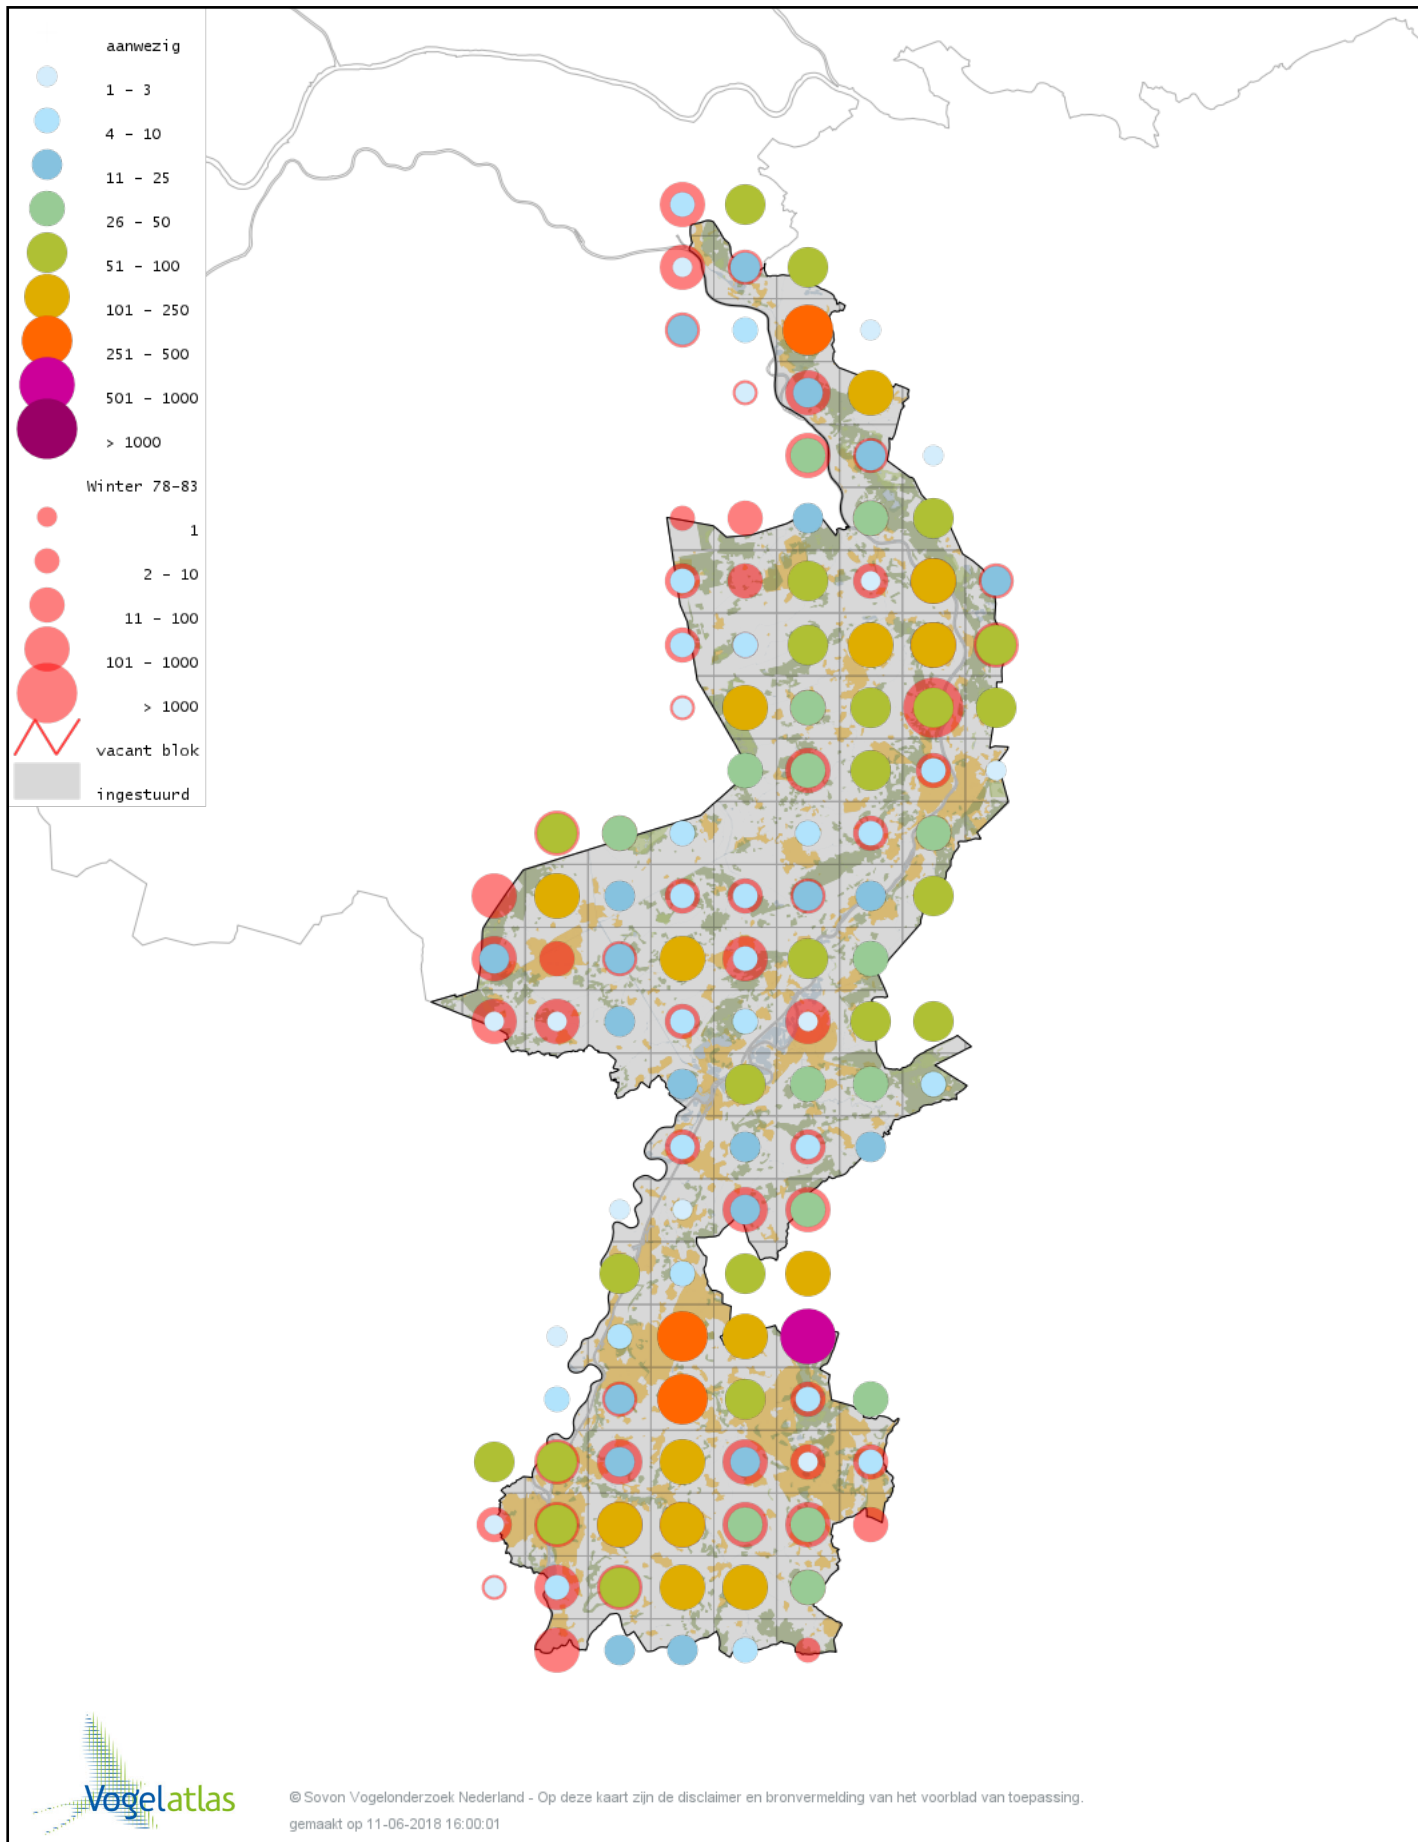 aanwezig
1 – 3
4 – 10
11 – 25
26 – 50
51 – 100
101 – 250
251 – 500
501 – 1000
> 1000
Winter 78-83
1
2 – 10
11 – 100
101 – 1000
> 1000
vacant blok
ingestuurd
Vogelatlas
© Sovon Vogelonderzoek Nederland - Op deze kaart zijn de disclaimer en bronvermelding van het voorblad van toepassing.
gemaakt op 11-06-2018 16:00:01